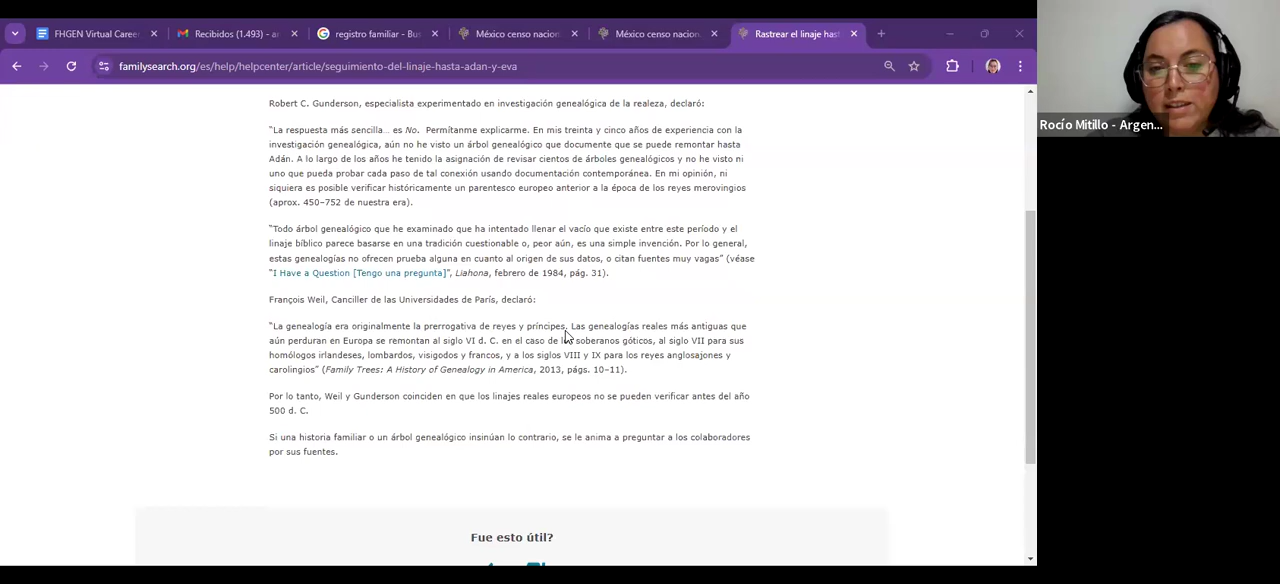 FHGEN Virtual Career
Recibidos (1.493) - a
registro familiar - Bus
México censo nacion
México censo nacion
Rastrear el linaje hast
familysearch.org/es/help/helpcenter/article/seguimiento-del-linaje-hasta-adan-y-eva
Rocío Mitillo - Argen...
Robert C. Gunderson, especialista experimentado en investigación genealógica de la realeza, declaró:
“La respuesta más sencilla… es No. Permítanme explicarme. En mis treinta y cinco años de experiencia con la
investigación genealógica, aún no he visto un árbol genealógico que documente que se puede remontar hasta
Adán. A lo largo de los años he tenido la asignación de revisar cientos de árboles genealógicos y no he visto ni
uno que pueda probar cada paso de tal conexión usando documentación contemporánea. En mi opinión, ni
siquiera es posible verificar históricamente un parentesco europeo anterior a la época de los reyes merovingios
(aprox. 450–752 de nuestra era).
“Todo árbol genealógico que he examinado que ha intentado llenar el vacío que existe entre este período y el
linaje bíblico parece basarse en una tradición cuestionable o, peor aún, es una simple invención. Por lo general,
estas genealogías no ofrecen prueba alguna en cuanto al origen de sus datos, o citan fuentes muy vagas” (véase
“I Have a Question [Tengo una pregunta]”, Liahona, febrero de 1984, pág. 31).
François Weil, Canciller de las Universidades de París, declaró:
“La genealogía era originalmente la prerrogativa de reyes y príncipes. Las genealogías reales más antiguas que
aún perduran en Europa se remontan al siglo VI d. C. en el caso de soberanos góticos, al siglo VII para sus
homólogos irlandeses, lombardos, visigodos y francos, y a los siglos VIII y IX para los reyes anglosajones y
carolingios” (Family Trees: A History of Genealogy in America, 2013, págs. 10–11).
Por lo tanto, Weil y Gunderson coinciden en que los linajes reales europeos no se pueden verificar antes del año
500 d. C.
Si una historia familiar o un árbol genealógico insinúan lo contrario, se le anima a preguntar a los colaboradores
por sus fuentes.
Fue esto útil?